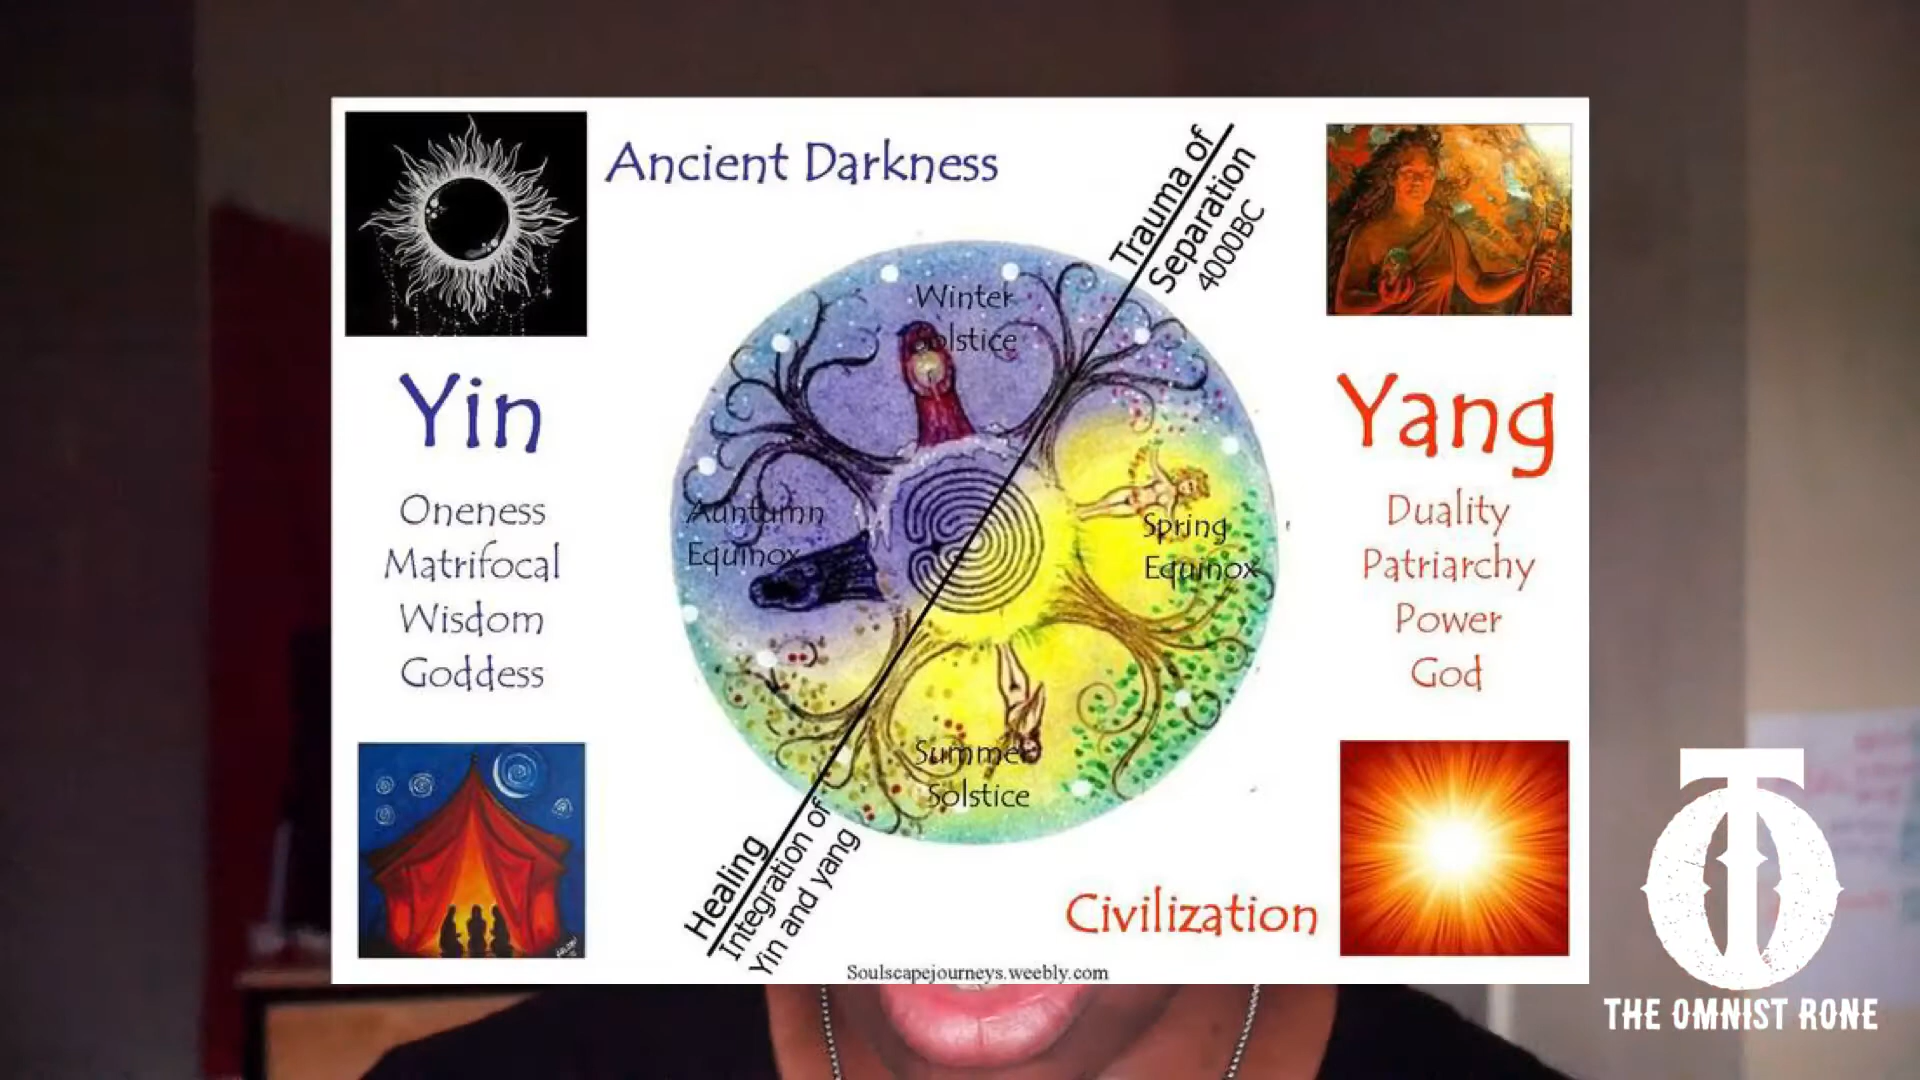 Ancient Darkness
Trauma of
Separation
4000BC
Winter
Solstice
Yin
Yang
Oneness
Matrifocal
Wisdom
Goddess
Auntumn
Equinox
Spring
Equinox
Duality
Patriarchy
Power
God
Summer
Solstice
Healing
Integration of
Yin and yang
Civilization
Soulscapejourneys.weebly.com
THE OMNIST RONE